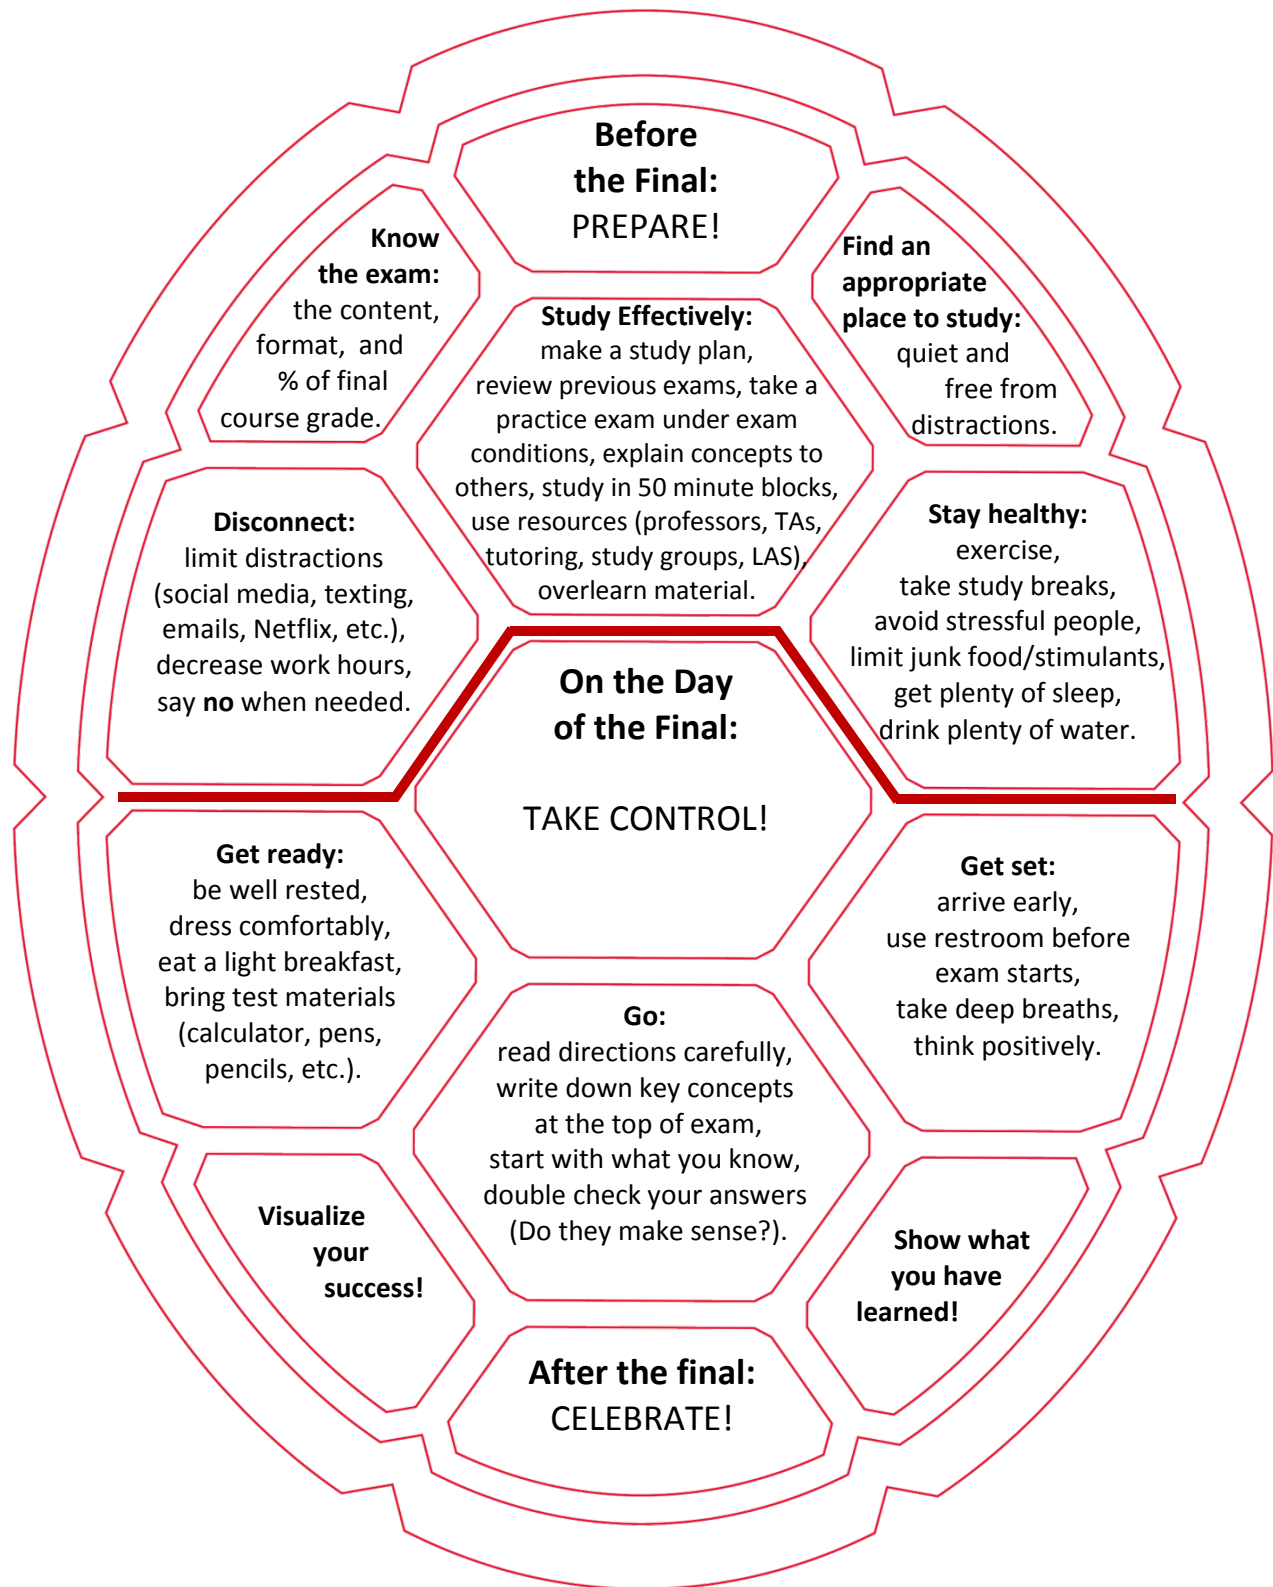 Before
the Final:
PREPARE!
Know
the exam:
the content,
format, and
% of final
course grade.
Study Effectively:
make a study plan,
review previous exams, take a
practice exam under exam
conditions, explain concepts to
others, study in 50 minute blocks,
use resources (professors, TAs,
tutoring, study groups, LAS),
overlearn material.
Find an
appropriate
place to study:
quiet and
free from
distractions.
Disconnect:
limit distractions
(social media, texting,
emails, Netflix, etc.),
decrease work hours,
say no when needed.
Stay healthy:
exercise,
take study breaks,
avoid stressful people,
limit junk food/stimulants,
get plenty of sleep,
drink plenty of water.
On the Day
of the Final:
TAKE CONTROL!
Get ready:
be well rested,
dress comfortably,
eat a light breakfast,
bring test materials
(calculator, pens,
pencils, etc.).
Get set:
arrive early,
use restroom before
exam starts,
take deep breaths,
think positively.
Go:
read directions carefully,
write down key concepts
at the top of exam,
start with what you know,
double check your answers
(Do they make sense?).
Visualize
your
success!
Show what
you have
learned!
After the final:
CELEBRATE!